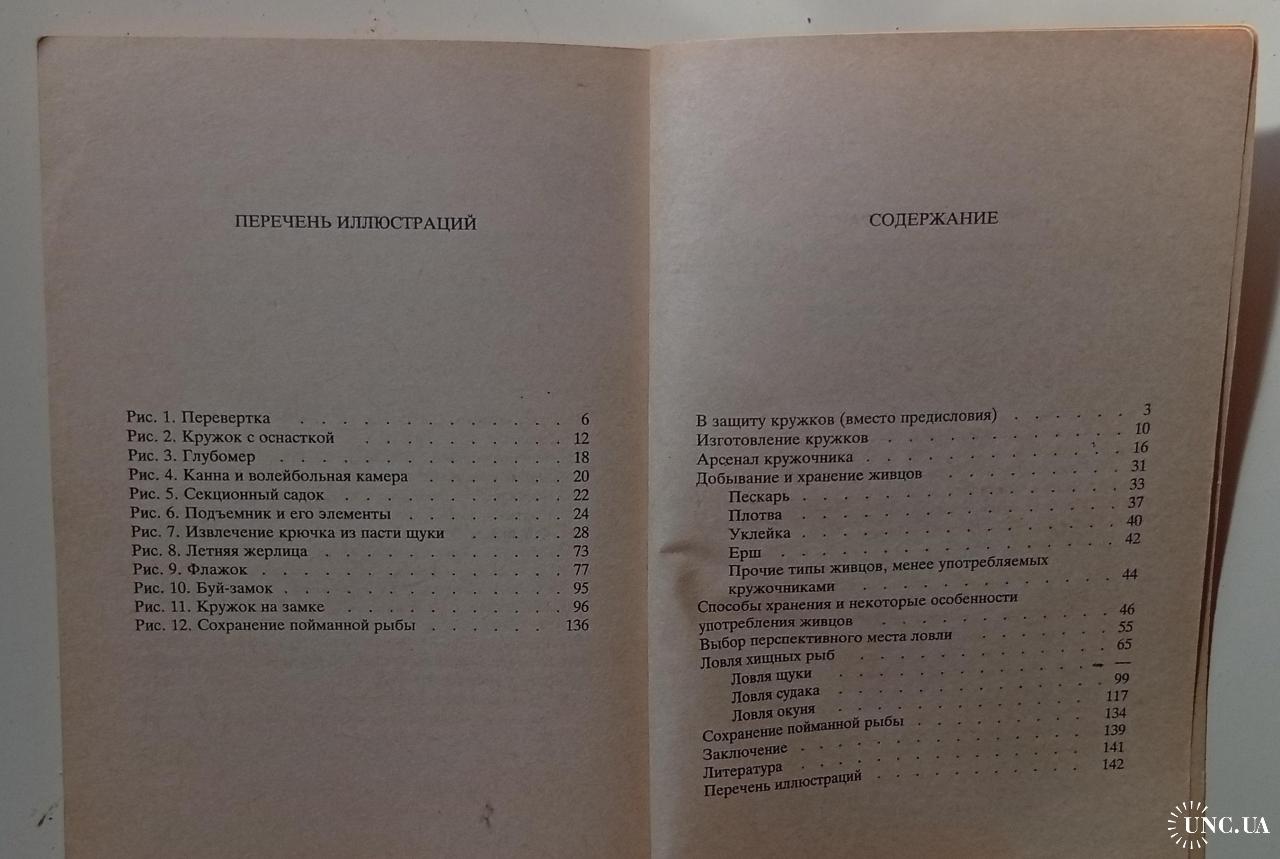 ПЕРЕЧЕНЬ ИЛЛЮСТРАЦИЙ
Рис. 1. Перевертка . . . . . . . . . . . . . 6
Рис. 2. Кружок с оснасткой . . . . . . . . . . 12
Рис. 3. Глубомер . . . . . . . . . . . . . 18
Рис. 4. Канна и волейбольная камера . . . . . . . 20
Рис. 5. Секционный садок . . . . . . . . . . . 22
Рис. 6. Подъемник и его элементы . . . . . . . . 24
Рис. 7. Извлечение крючка из пасти щуки . . . . . . 28
Рис. 8. Летняя жерлица . . . . . . . . . . . . 73
Рис. 9. Флажок . . . . . . . . . . . . . . 77
Рис. 10. Буй-замок . . . . . . . . . . . . . 95
Рис. 11. Кружок на замке . . . . . . . . . . 96
Рис. 12. Сохранение пойманной рыбы . . . . . . 136
СОДЕРЖАНИЕ
В защиту кружков (вместо предисловия) . . . . . . 3
Изготовление кружков . . . . . . . . . . . 10
Арсенал кружочника . . . . . . . . . . . . 16
Добывание и хранение живцов . . . . . . . . 31
Пескарь . . . . . . . . . . . . . . 33
Плотва . . . . . . . . . . . . . . 37
Уклейка . . . . . . . . . . . . . . 40
Ерш . . . . . . . . . . . . . . . 42
Прочие типы живцов, менее употребляемых
кружочниками . . . . . . . . . . . . 44
Способы хранения и некоторые особенности
употребления живцов . . . . . . . . . . . 46
Выбор перспективного места ловли . . . . . . . 55
Ловля хищных рыб . . . . . . . . . . . . 65
Ловля щуки . . . . . . . . . . . . —
Ловля судака . . . . . . . . . . . . 99
Ловля окуня . . . . . . . . . . . . 117
Сохранение пойманной рыбы . . . . . . . . 134
Заключение . . . . . . . . . . . . . 139
Литература . . . . . . . . . . . . . 141
Перечень иллюстраций . . . . . . . . . . 142
UNC.UA